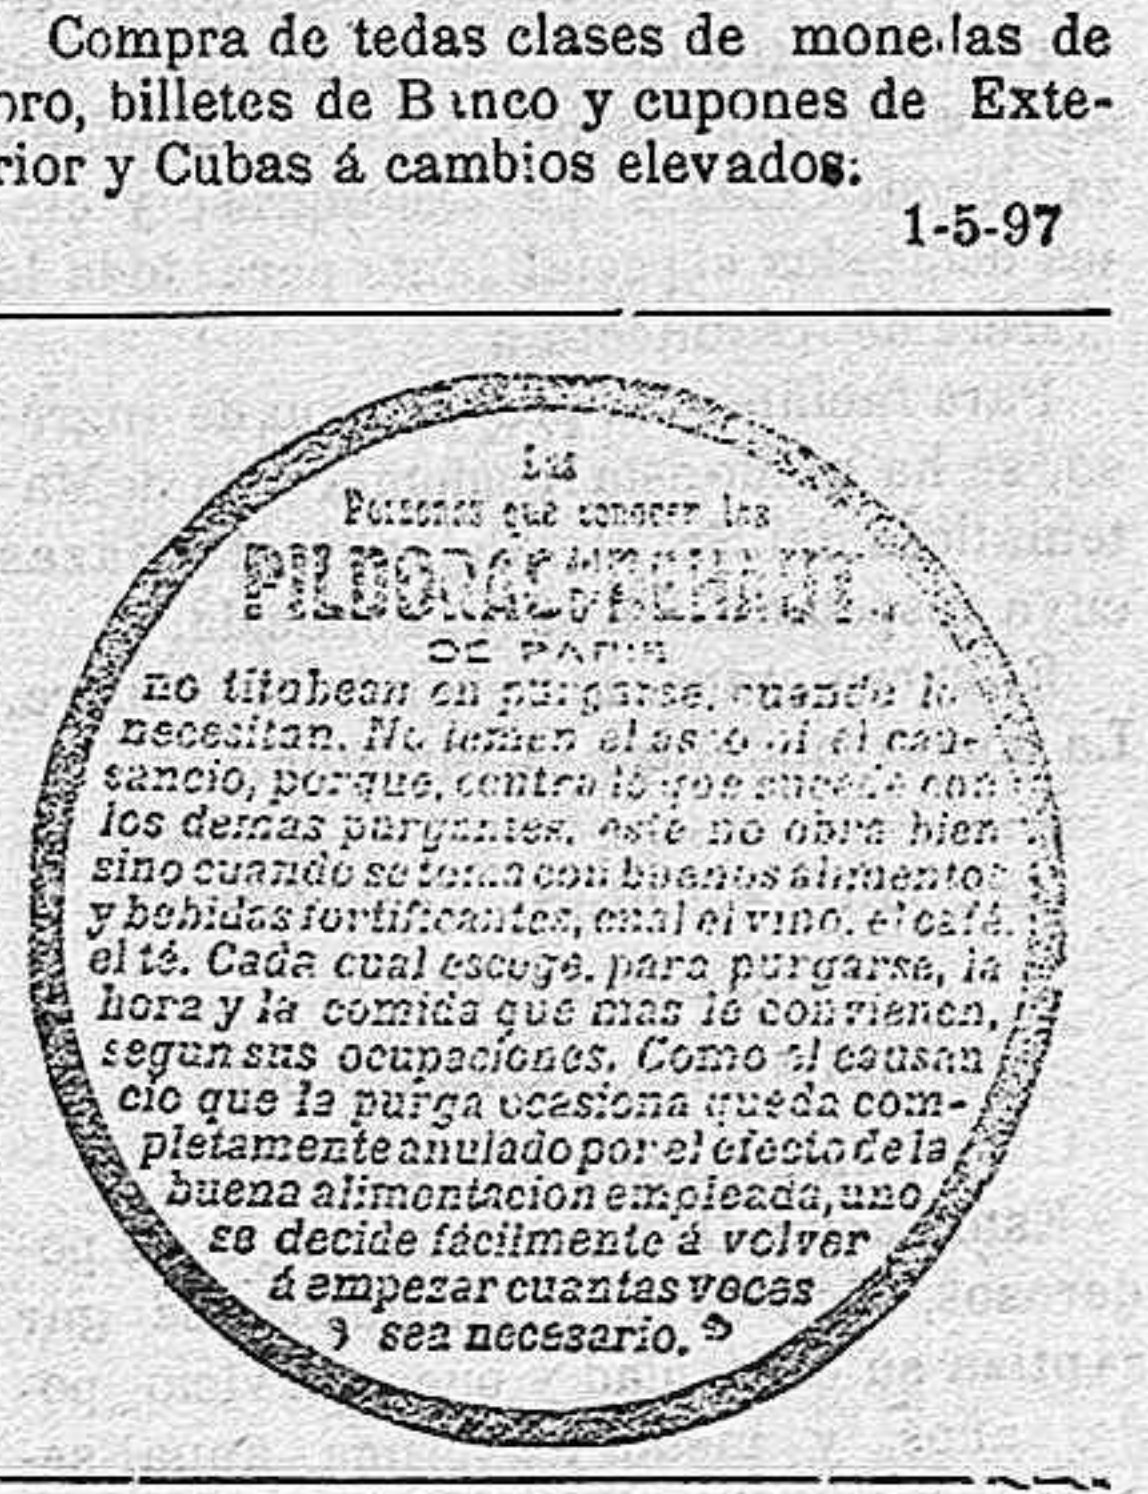 Compra de tedas clases de monedas de
oro, billetes de Banco y cupones de Exte-
rior y Cubas á cambios elevados:
1-5-97
Las
Personas que conocen las
PILDORAS DEHAUT
DE PARIS
no titubean en purgarse, cuando lo
necesitan. No temen el asco ni el cau-
sancio, porque, contra lo que sucede con
los demas purgantes, este no obra bien
sino cuando se toma con buenos alimentos
y bebidas fortificantes, cual el vino, el café,
el té. Cada cual escoge, para purgarse, la
hora y la comida que mas le convienen,
segun sus ocupaciones. Como el causan
cio que la purga ocasiona queda com-
pletamente anulado por el efecto de la
buena alimentacion empleada, uno
se decide fácilmente á volver
á empezar cuantas veces
sea necesario.